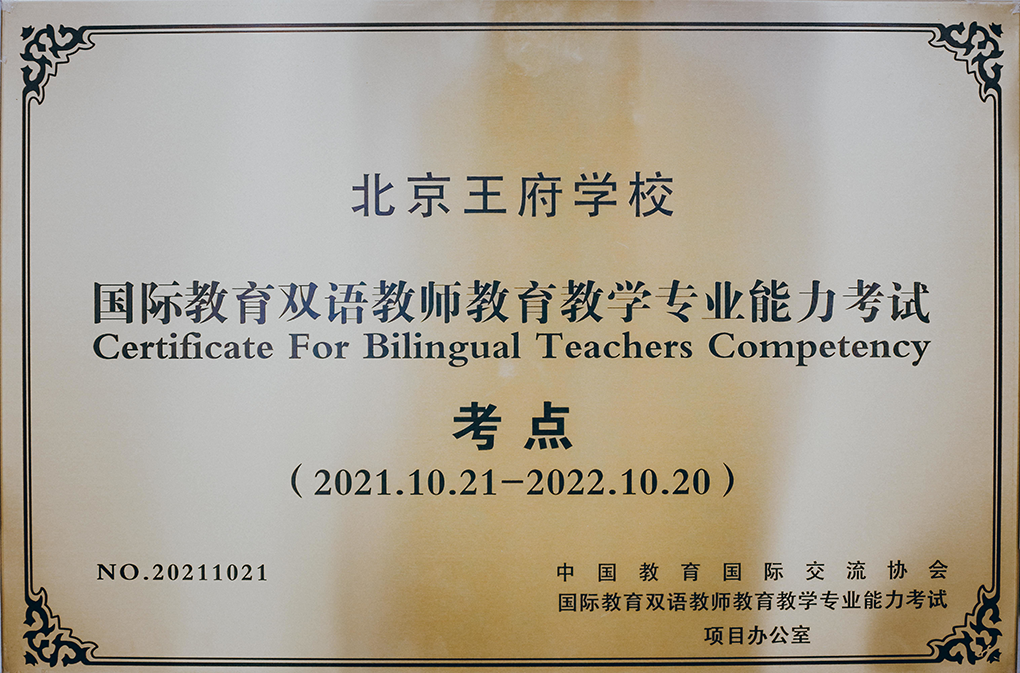 北京王府学校
国际教育双语教师教育教学专业能力考试
Certificate For Bilingual Teachers Competency
考点
（2021.10.21-2022.10.20）
NO.20211021
中国教育国际交流协会
国际教育双语教师教育教学专业能力考试
项目办公室